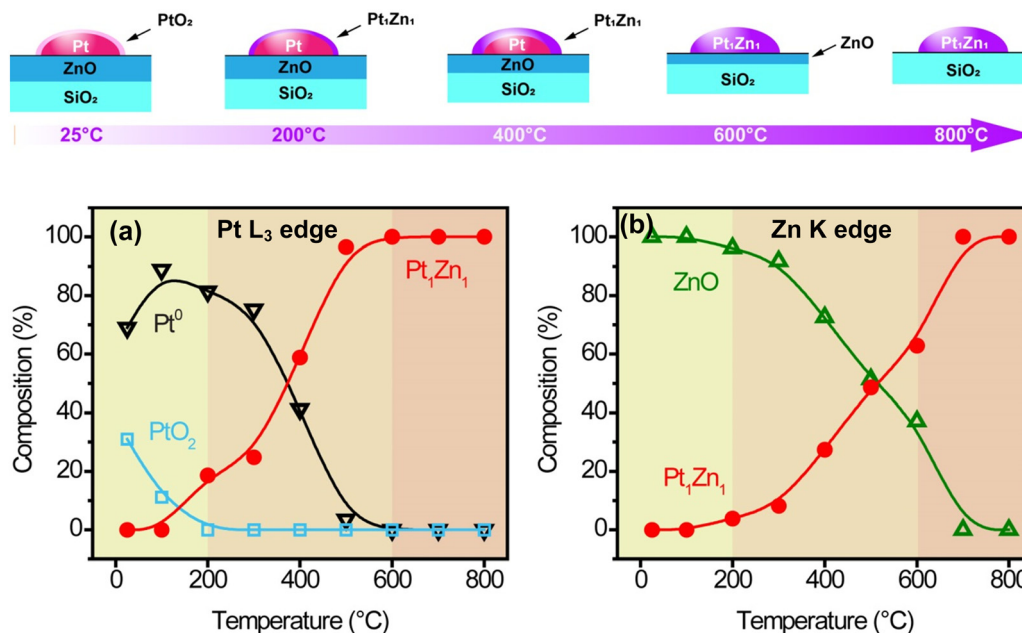 PtO₂
Pt₁Zn₁
Pt₁Zn₁
Pt
Pt
Pt
Pt₁Zn₁
ZnO
Pt₁Zn₁
ZnO
ZnO
ZnO
SiO₂
SiO₂
SiO₂
SiO₂
SiO₂
25°C 200°C 400°C 600°C 800°C
(a) Pt L₃ edge
Pt₁Zn₁
Pt⁰
PtO₂
100
80
60
40
20
0
Composition (%)
0 200 400 600 800
Temperature (°C)
(b) Zn K edge
ZnO
Pt₁Zn₁
100
80
60
40
20
0
Composition (%)
0 200 400 600 800
Temperature (°C)